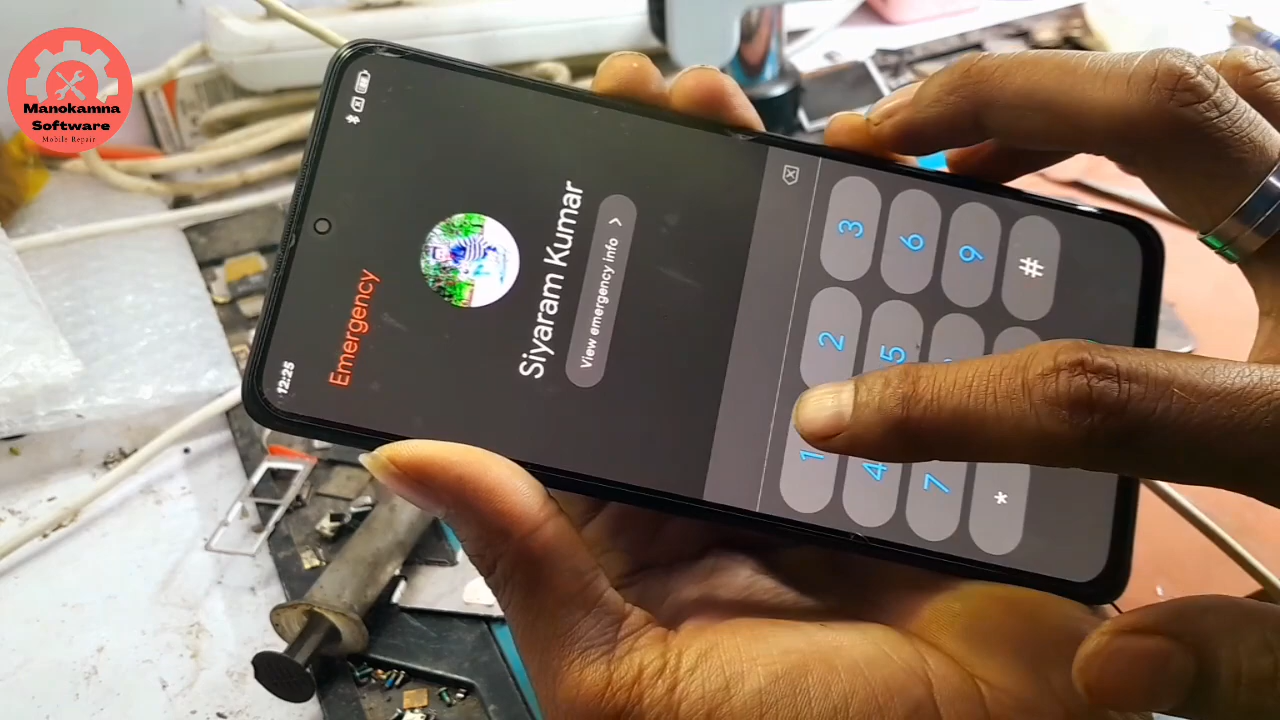 Manokamna
Software
Mobile Repair
12:25
Emergency
Siyaram Kumar
View emergency info
1 2 3
4 5 6
7 9
* #